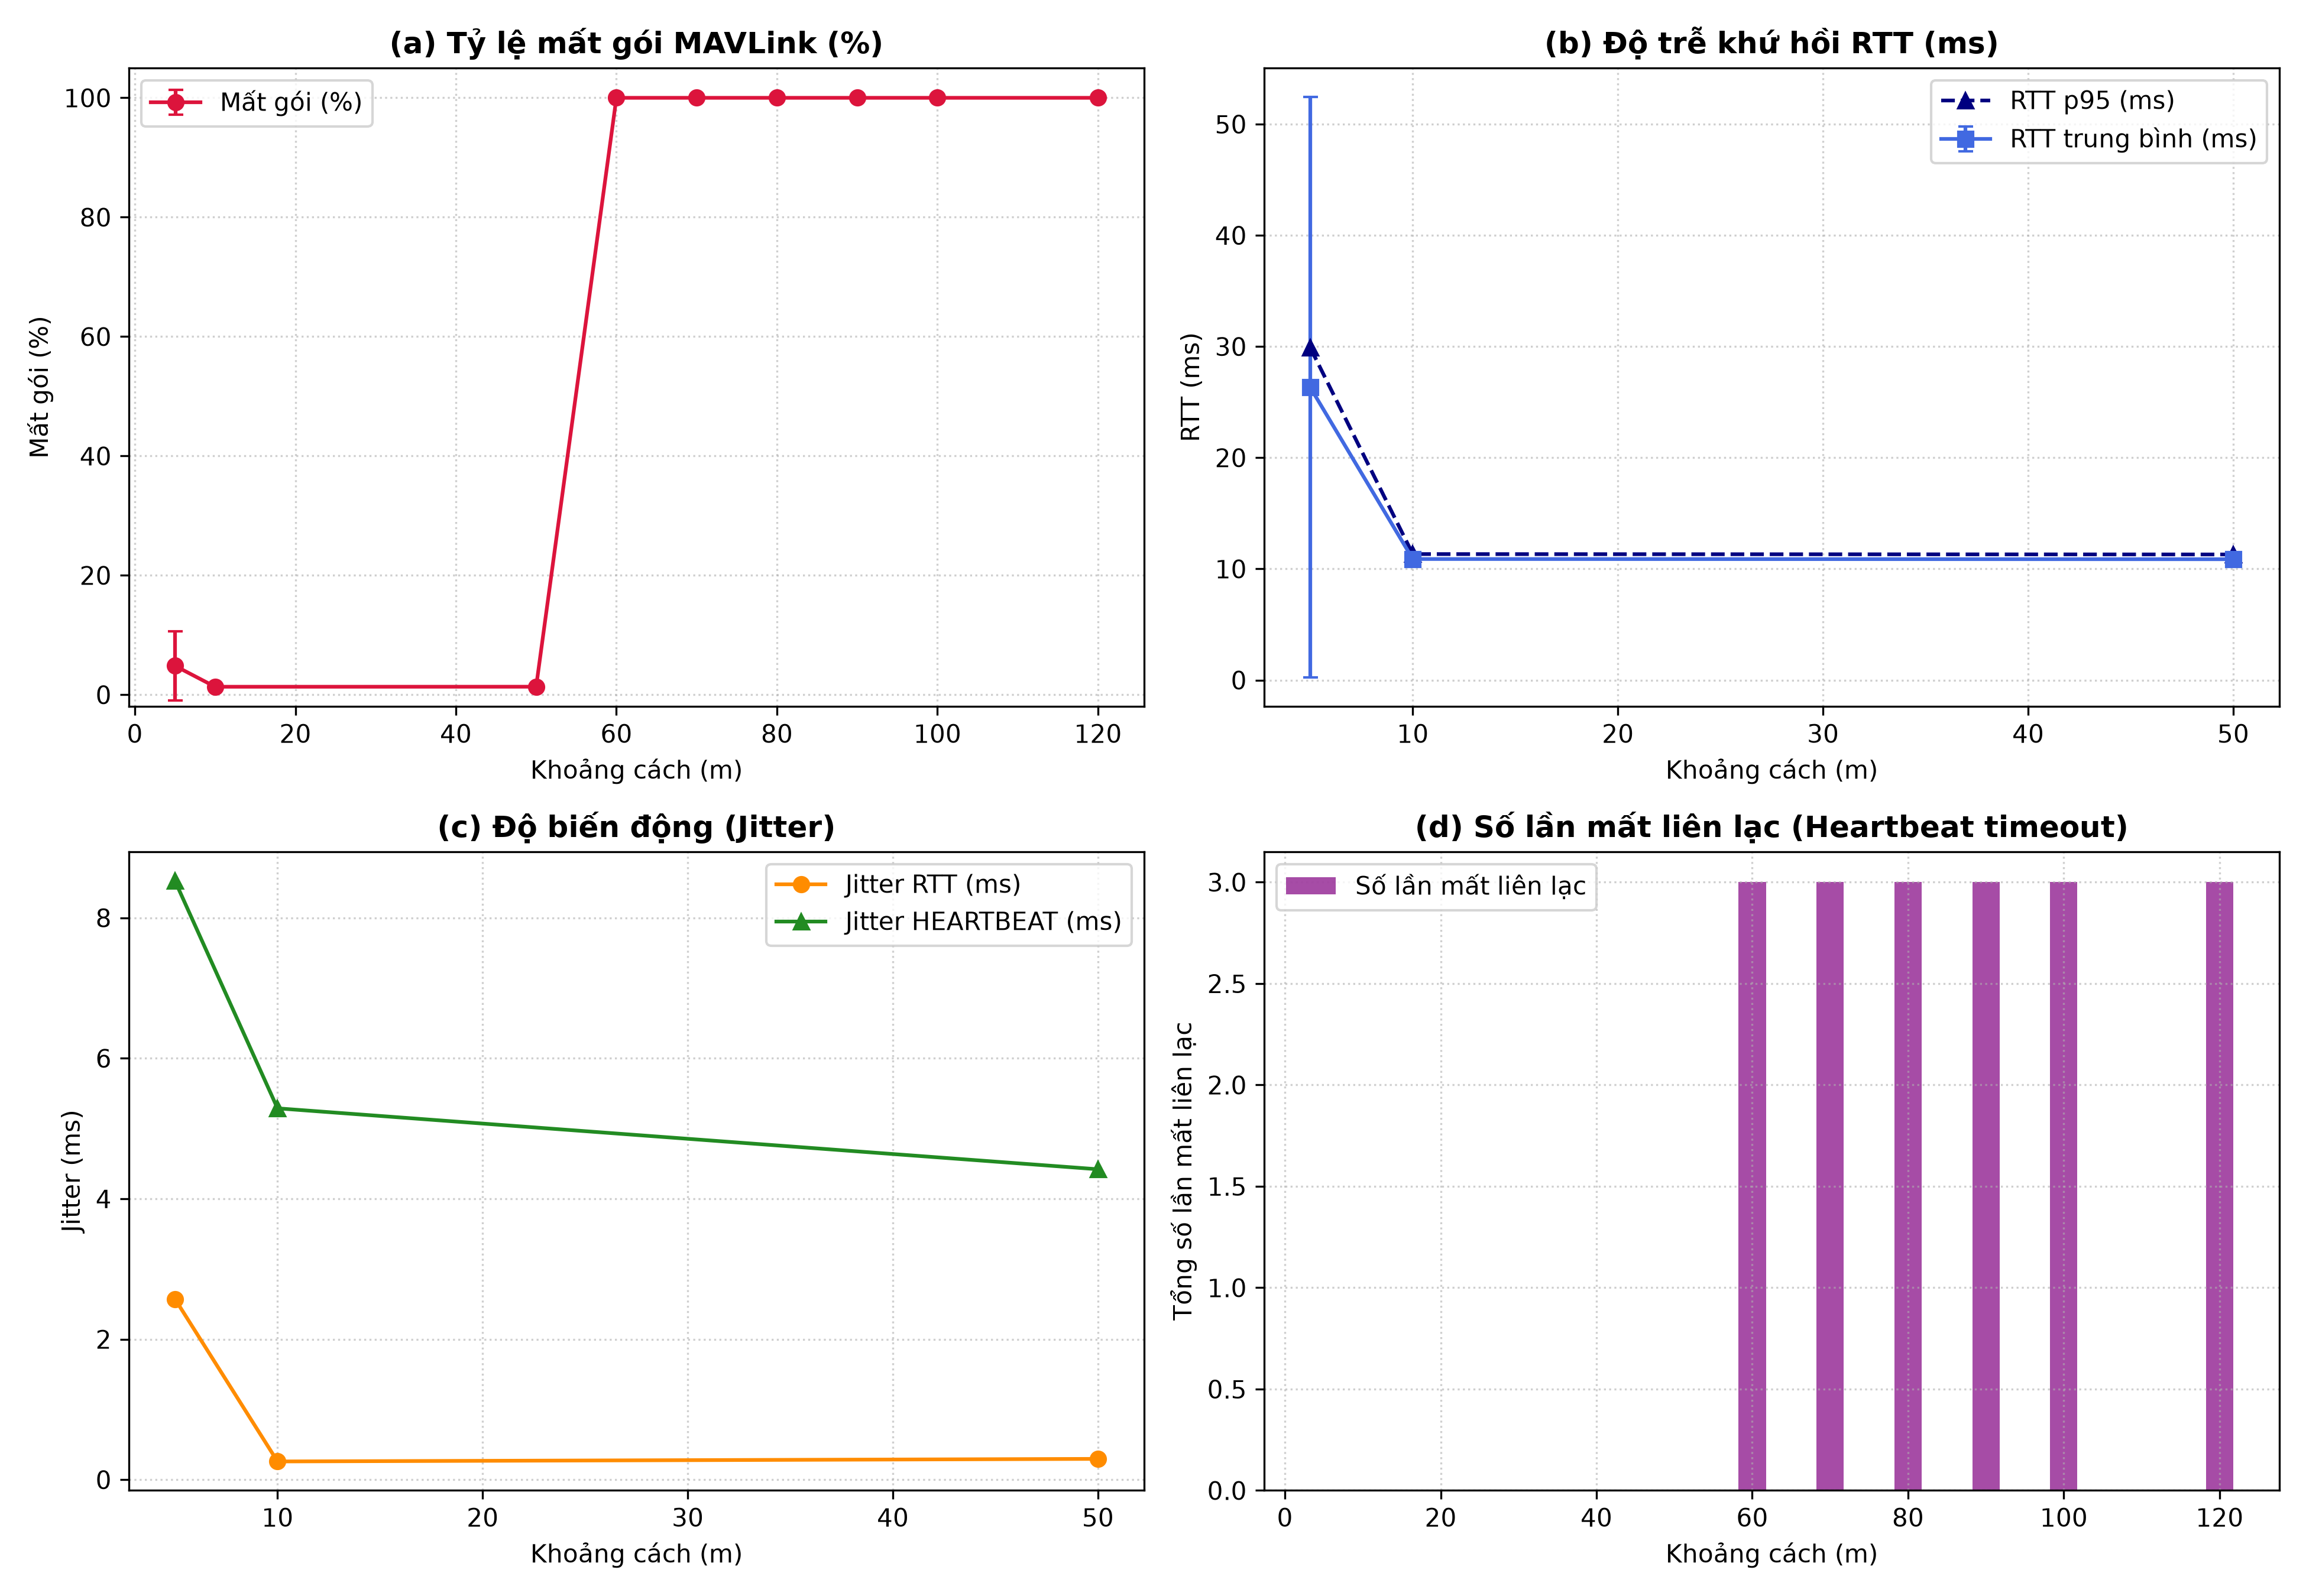 (a) Tỷ lệ mất gói MAVLink (%)
Mất gói (%)
100
80
60
40
20
0
Mất gói (%)
0 20 40 60 80 100 120
Khoảng cách (m)
(b) Độ trễ khứ hồi RTT (ms)
RTT p95 (ms)
RTT trung bình (ms)
50
40
30
20
10
0
RTT (ms)
10 20 30 40 50
Khoảng cách (m)
(c) Độ biến động (Jitter)
Jitter RTT (ms)
Jitter HEARTBEAT (ms)
8
6
4
2
0
Jitter (ms)
10 20 30 40 50
Khoảng cách (m)
(d) Số lần mất liên lạc (Heartbeat timeout)
Số lần mất liên lạc
3.0
2.5
2.0
1.5
1.0
0.5
0.0
Tổng số lần mất liên lạc
0 20 40 60 80 100 120
Khoảng cách (m)